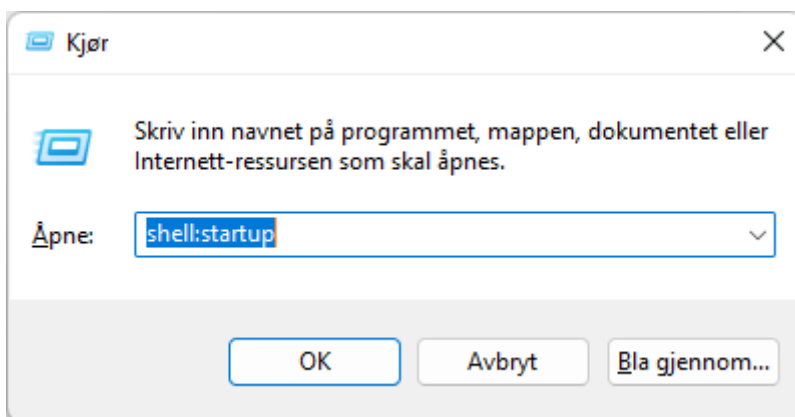 Kjør
Skriv inn navnet på programmet, mappen, dokumentet eller
Internett-ressursen som skal åpnes.
Åpne: shell:startup
OK Avbryt Bla gjennom...